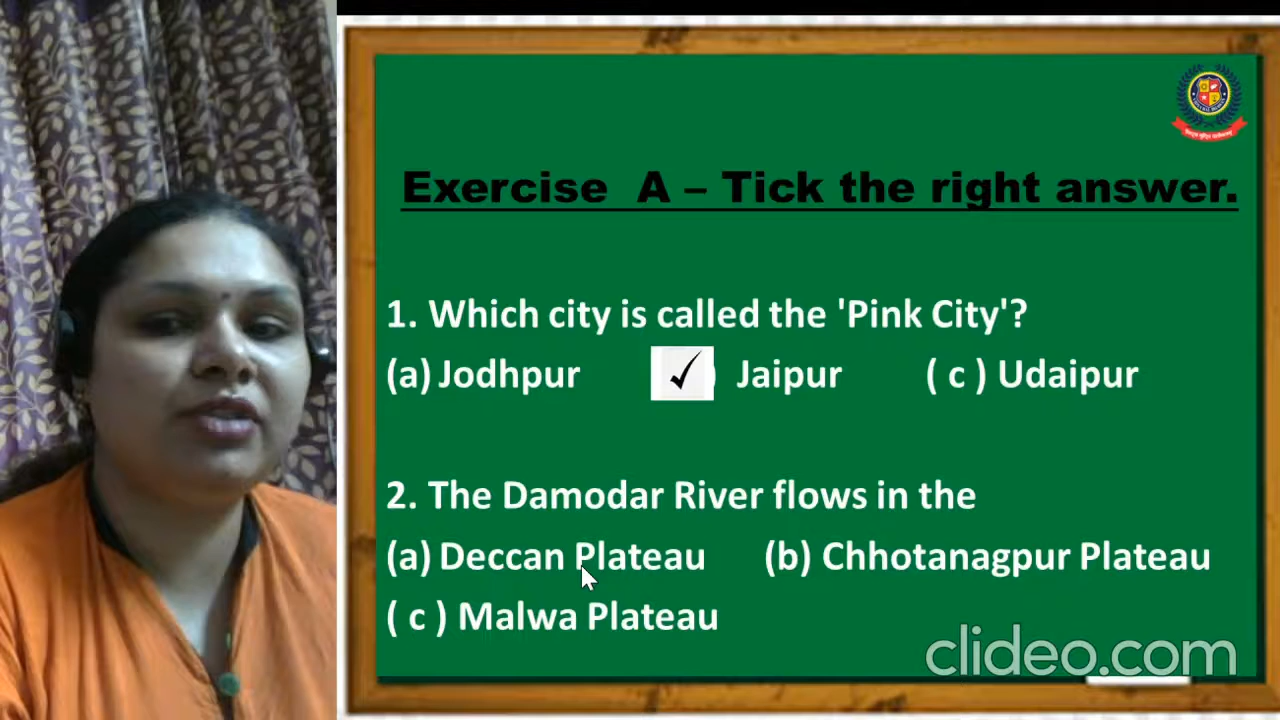 Exercise A – Tick the right answer.
1. Which city is called the 'Pink City'?
(a) Jodhpur ✓ ) Jaipur ( c ) Udaipur
2. The Damodar River flows in the
(a) Deccan Plateau (b) Chhotanagpur Plateau
( c ) Malwa Plateau
clideo.com